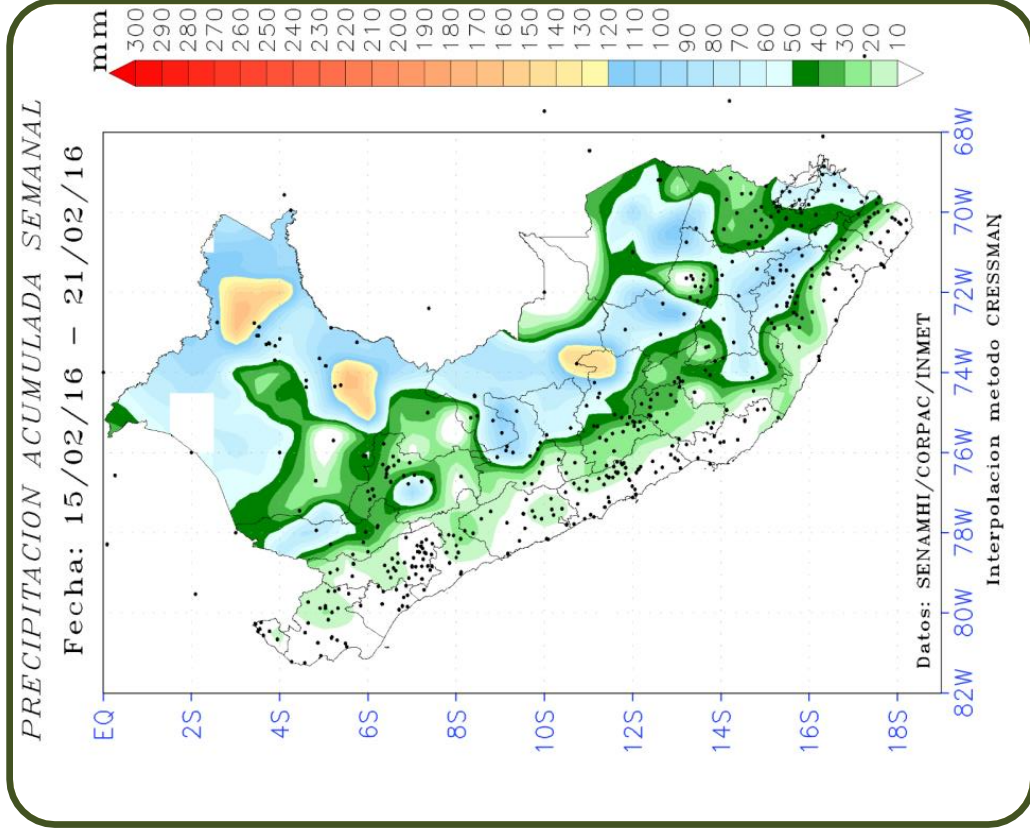 PRECIPITACION ACUMULADA SEMANAL
Fecha: 15/02/16 - 21/02/16
mm
300
290
280
270
260
250
240
230
220
210
200
190
180
170
160
150
140
130
120
100
90
80
70
60
50
40
30
20
10
EQ
2S
4S
6S
8S
10S
12S
14S
16S
18S
82W 80W 78W 76W 74W 72W 70W 68W
Datos: SENAMHI/CORPAC/INMET
Interpolacion metodo CRESSMAN